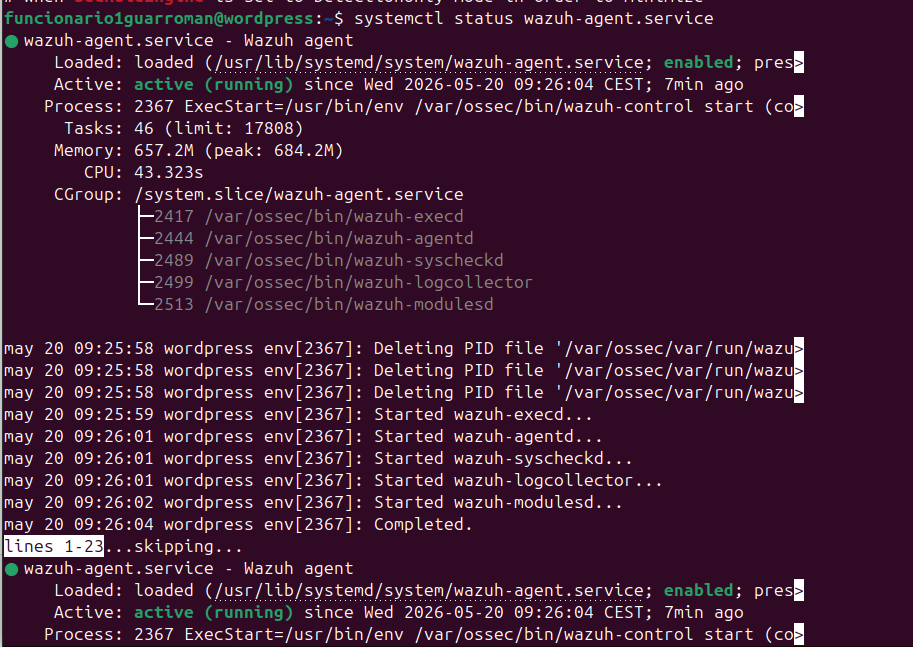 funcionario1guarroman@wordpress:~$ systemctl status wazuh-agent.service
● wazuh-agent.service - Wazuh agent
     Loaded: loaded (/usr/lib/systemd/system/wazuh-agent.service; enabled; pres>
     Active: active (running) since Wed 2026-05-20 09:26:04 CEST; 7min ago
    Process: 2367 ExecStart=/usr/bin/env /var/ossec/bin/wazuh-control start (co>
      Tasks: 46 (limit: 17808)
     Memory: 657.2M (peak: 684.2M)
        CPU: 43.323s
     CGroup: /system.slice/wazuh-agent.service
             ├─2417 /var/ossec/bin/wazuh-execd
             ├─2444 /var/ossec/bin/wazuh-agentd
             ├─2489 /var/ossec/bin/wazuh-syscheckd
             ├─2499 /var/ossec/bin/wazuh-logcollector
             └─2513 /var/ossec/bin/wazuh-modulesd
may 20 09:25:58 wordpress env[2367]: Deleting PID file '/var/ossec/var/run/wazu>
may 20 09:25:58 wordpress env[2367]: Deleting PID file '/var/ossec/var/run/wazu>
may 20 09:25:58 wordpress env[2367]: Deleting PID file '/var/ossec/var/run/wazu>
may 20 09:25:59 wordpress env[2367]: Started wazuh-execd...
may 20 09:26:01 wordpress env[2367]: Started wazuh-agentd...
may 20 09:26:01 wordpress env[2367]: Started wazuh-syscheckd...
may 20 09:26:01 wordpress env[2367]: Started wazuh-logcollector...
may 20 09:26:02 wordpress env[2367]: Started wazuh-modulesd...
may 20 09:26:04 wordpress env[2367]: Completed.
lines 1-23...skipping...
● wazuh-agent.service - Wazuh agent
     Loaded: loaded (/usr/lib/systemd/system/wazuh-agent.service; enabled; pres>
     Active: active (running) since Wed 2026-05-20 09:26:04 CEST; 7min ago
    Process: 2367 ExecStart=/usr/bin/env /var/ossec/bin/wazuh-control start (co>